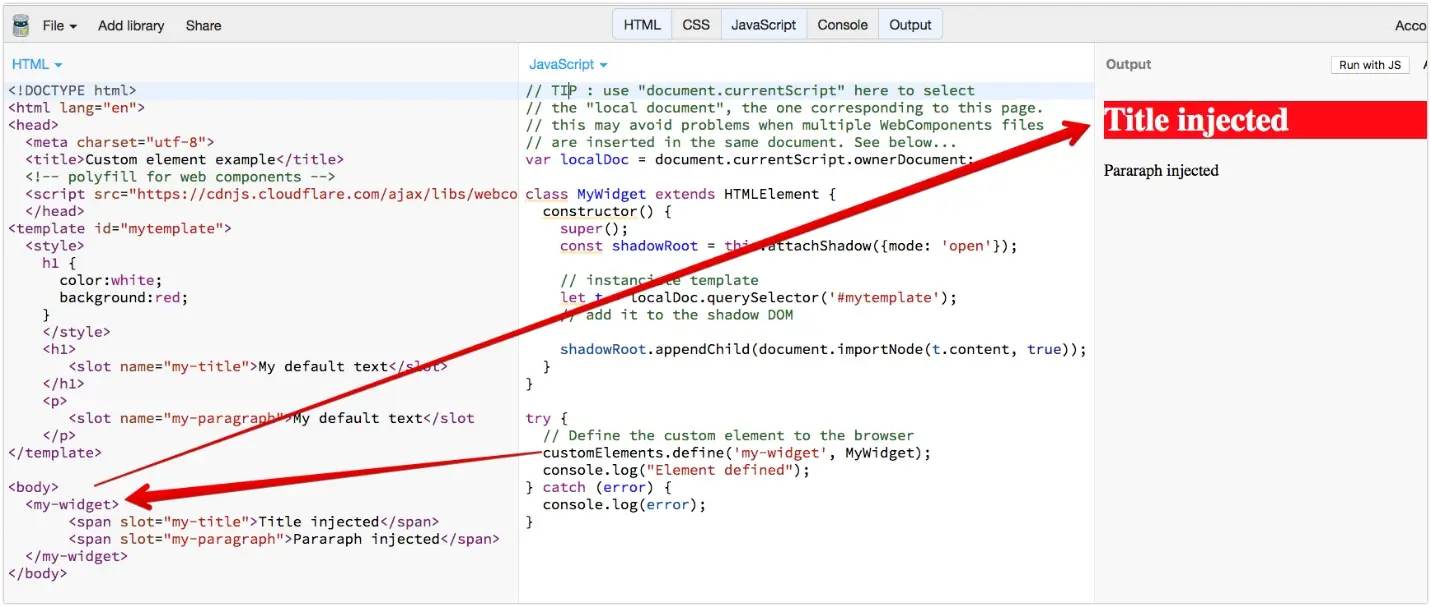 File Add library Share HTML CSS JavaScript Console Output Acco
HTML
<!DOCTYPE html>
<html lang="en">
<head>
<meta charset="utf-8">
<title>Custom element example</title>
<!-- polyfill for web components -->
<script src="https://cdnjs.cloudflare.com/ajax/libs/webco
</head>
<template id="mytemplate">
<style>
h1 {
color:white;
background:red;
}
</style>
<h1>
<slot name="my-title">My default text</slot>
</h1>
<p>
<slot name="my-paragraph">My default text</slot
</p>
</template>
<body>
<my-widget>
<span slot="my-title">Title injected</span>
<span slot="my-paragraph">Pararaph injected</span>
</my-widget>
</body>
JavaScript
// TIP : use "document.currentScript" here to select
// the "local document", the one corresponding to this page.
// this may avoid problems when multiple WebComponents files
// are inserted in the same document. See below...
var localDoc = document.currentScript.ownerDocument;
class MyWidget extends HTMLElement {
constructor() {
super();
const shadowRoot = this.attachShadow({mode: 'open'});
// instanciate template
let t = localDoc.querySelector('#mytemplate');
// add it to the shadow DOM
shadowRoot.appendChild(document.importNode(t.content, true));
}
}
try {
// Define the custom element to the browser
customElements.define('my-widget', MyWidget);
console.log("Element defined");
} catch (error) {
console.log(error);
}
Output Run with JS
Title injected
Pararaph injected